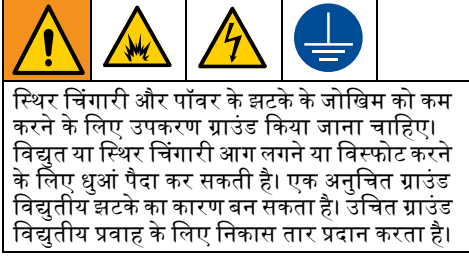 स्थिर चिंगारी और पॉवर के झटके के जोखिम को कम
करने के लिए उपकरण ग्राउंड किया जाना चाहिए।
विद्युत या स्थिर चिंगारी आग लगने या विस्फोट करने
के लिए धुआं पैदा कर सकती है। एक अनुचित ग्राउंड
विद्युतीय झटके का कारण बन सकता है। उचित ग्राउंड
विद्युतीय प्रवाह के लिए निकास तार प्रदान करता है।